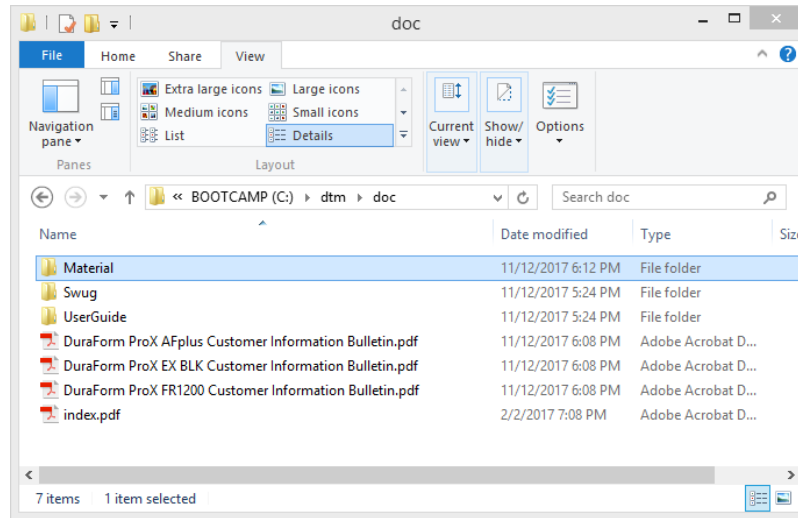 doc
File Home Share View
Extra large icons Large icons
Medium icons Small icons
List Details
Navigation pane
Current view
Show/ hide
Options
Panes Layout
« BOOTCAMP (C:) dtm doc Search doc
Name Date modified Type Size
Material 11/12/2017 6:12 PM File folder
Swug 11/12/2017 5:24 PM File folder
UserGuide 11/12/2017 5:24 PM File folder
DuraForm ProX AFplus Customer Information Bulletin.pdf 11/12/2017 6:08 PM Adobe Acrobat D...
DuraForm ProX EX BLK Customer Information Bulletin.pdf 11/12/2017 6:08 PM Adobe Acrobat D...
DuraForm ProX FR1200 Customer Information Bulletin.pdf 11/12/2017 6:08 PM Adobe Acrobat D...
index.pdf 2/2/2017 7:08 PM Adobe Acrobat D...
7 items 1 item selected